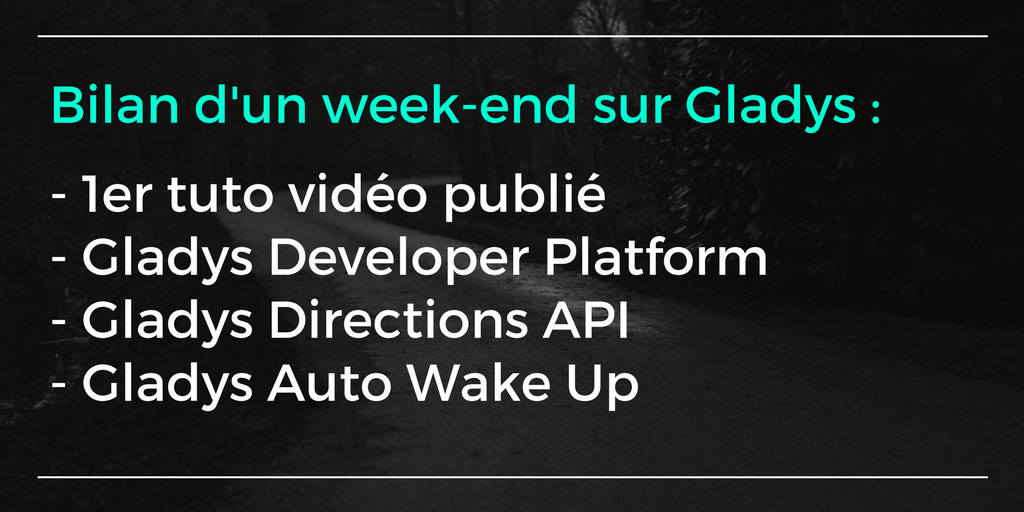 Bilan d'un week-end sur Gladys :
- 1er tuto vidéo publié
- Gladys Developer Platform
- Gladys Directions API
- Gladys Auto Wake Up